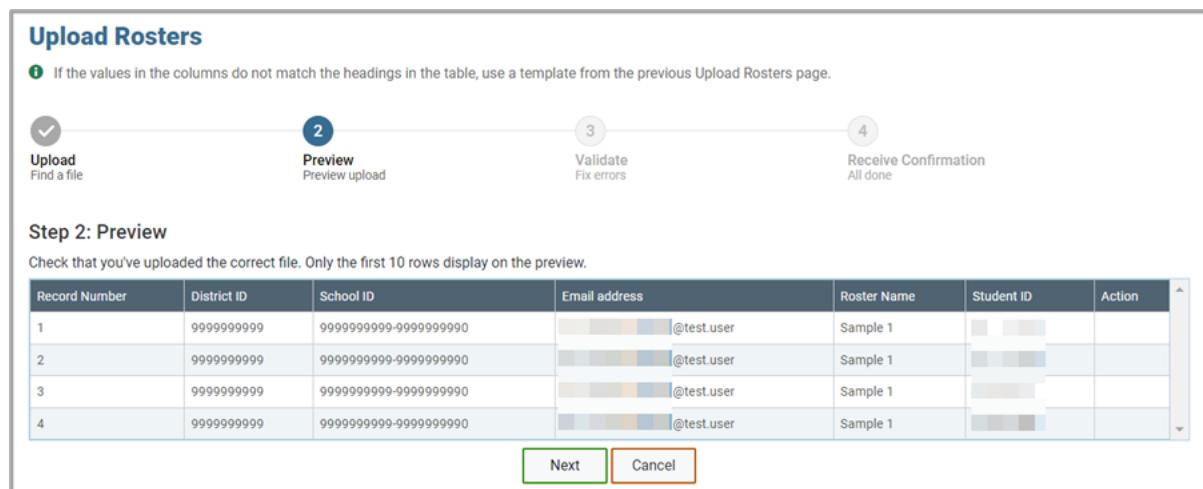 Upload Rosters
If the values in the columns do not match the headings in the table, use a template from the previous Upload Rosters page.
2 3 4
Upload Preview Validate Receive Confirmation
Find a file Preview upload Fix errors All done
Step 2: Preview
Check that you've uploaded the correct file. Only the first 10 rows display on the preview.
Record Number District ID School ID Email address Roster Name Student ID Action
1 9999999999 9999999999-9999999990 @test.user Sample 1
2 9999999999 9999999999-9999999990 @test.user Sample 1
3 9999999999 9999999999-9999999990 @test.user Sample 1
4 9999999999 9999999999-9999999990 @test.user Sample 1
Next Cancel